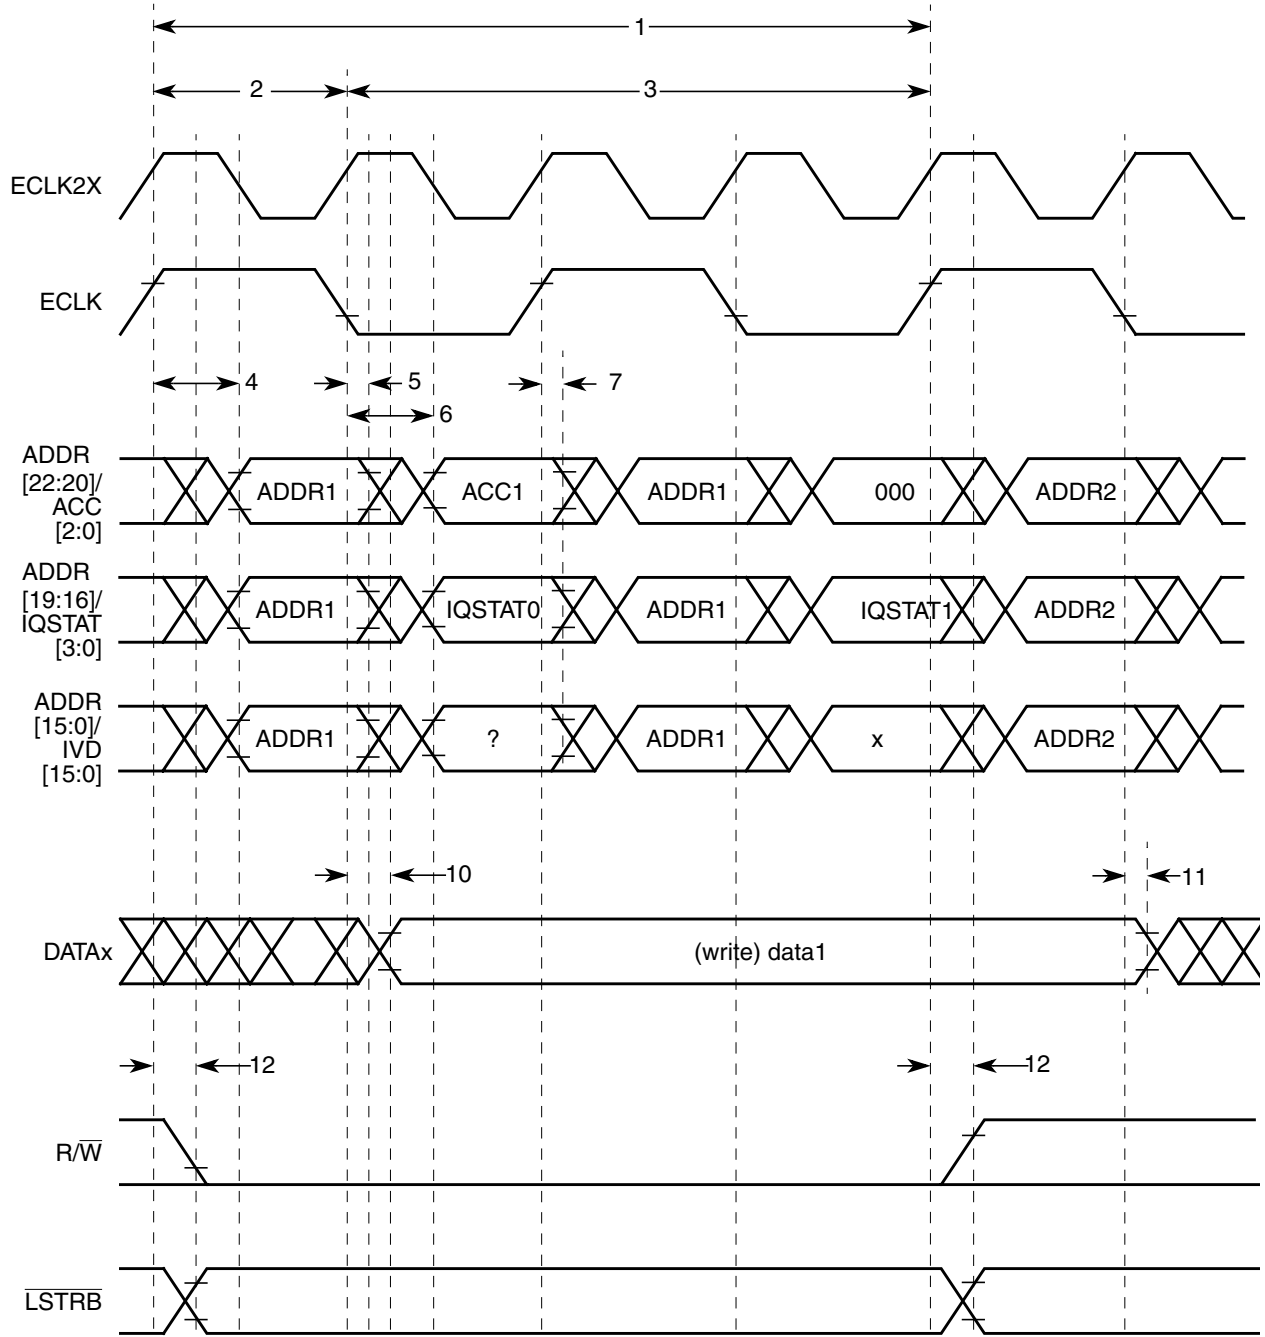 1
2 3
ECLK2X
ECLK
4 5 7
6
ADDR
[22:20]/
ACC
[2:0]
ADDR1 ACC1 ADDR1 000 ADDR2
ADDR
[19:16]/
IQSTAT
[3:0]
ADDR1 IQSTAT0 ADDR1 IQSTAT1 ADDR2
ADDR
[15:0]/
IVD
[15:0]
ADDR1 ? ADDR1 x ADDR2
10 11
DATAx (write) data1
12 12
R/W̅
L̅S̅T̅R̅B̅